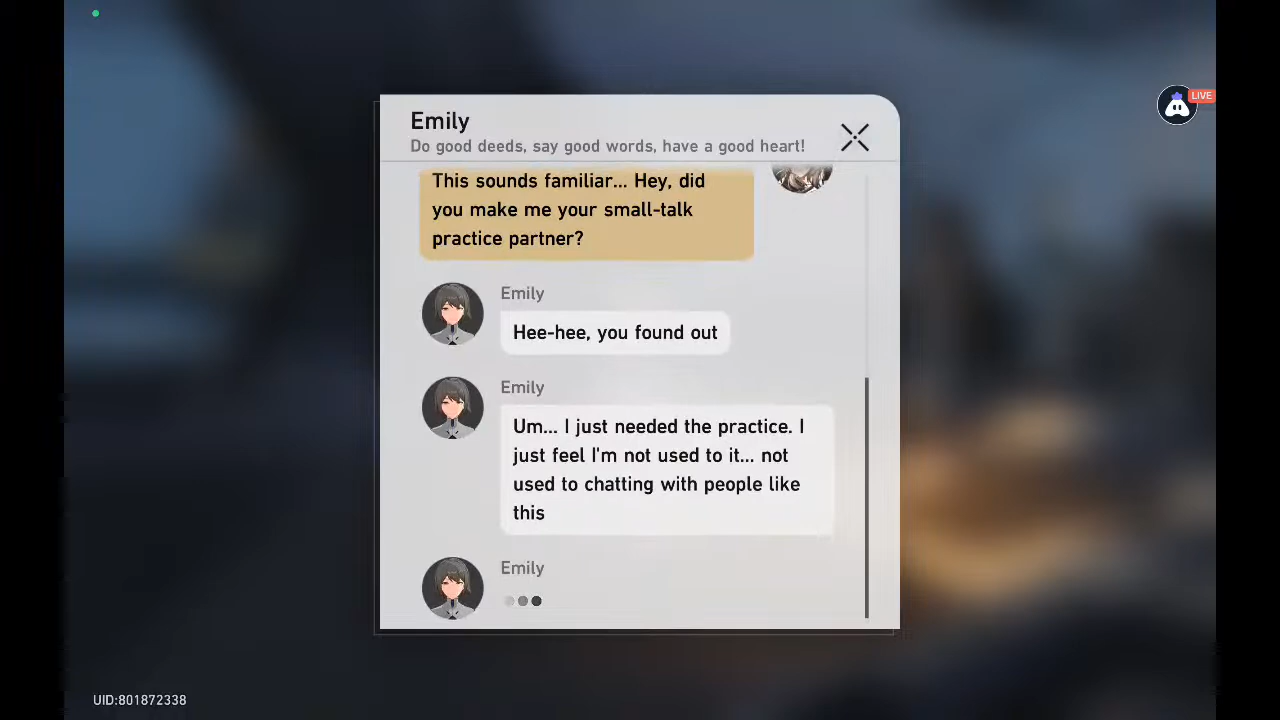 Emily
Do good deeds, say good words, have a good heart!
LIVE
This sounds familiar... Hey, did
you make me your small-talk
practice partner?
Emily
Hee-hee, you found out
Emily
Um... I just needed the practice. I
just feel I'm not used to it... not
used to chatting with people like
this
Emily
UID:801872338